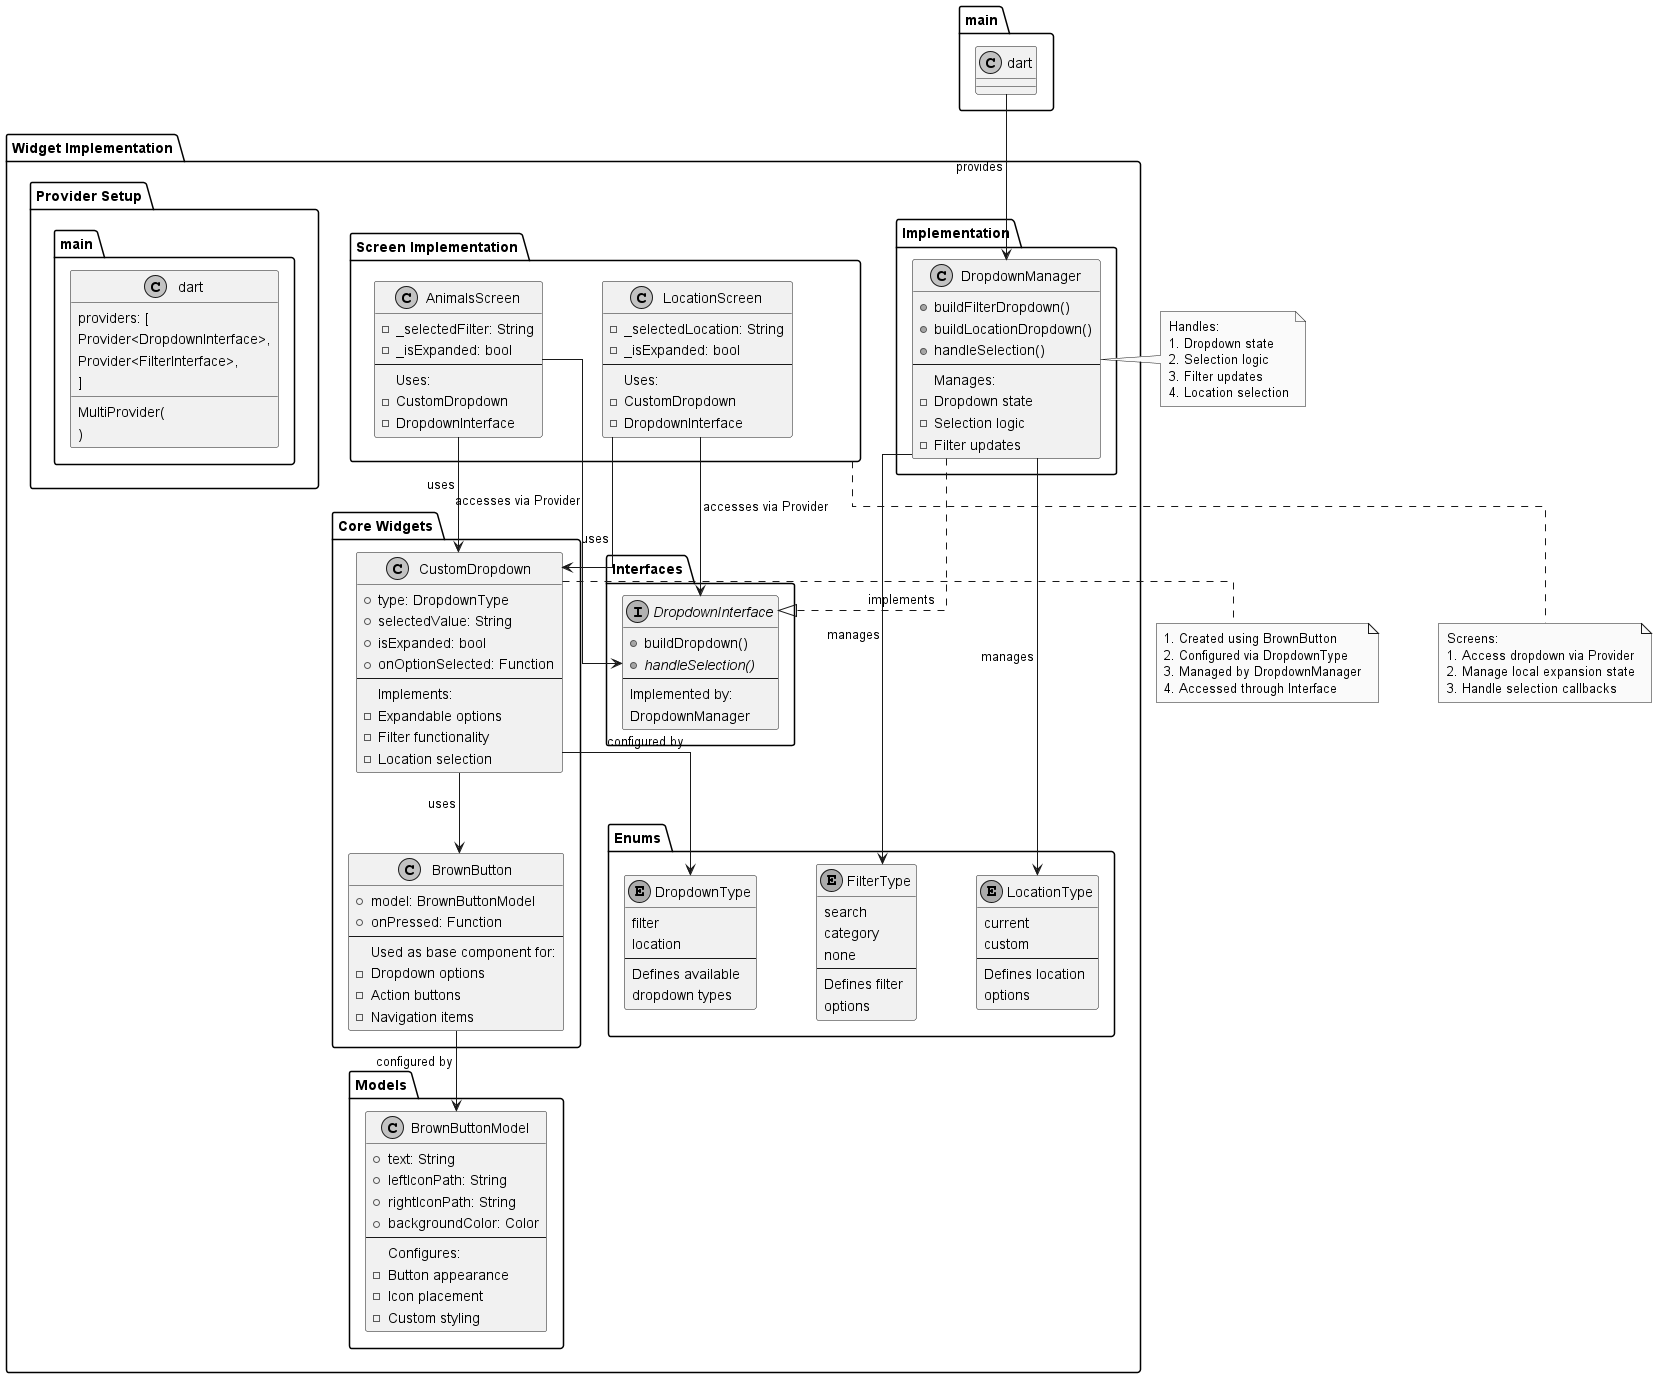 main
C dart
provides
Widget Implementation
Provider Setup
main
C dart
providers: [
Provider<DropdownInterface>,
Provider<FilterInterface>,
]
MultiProvider(
)
Screen Implementation
C AnimalsScreen
_selectedFilter: String
_isExpanded: bool
Uses:
CustomDropdown
DropdownInterface
C LocationScreen
_selectedLocation: String
_isExpanded: bool
Uses:
CustomDropdown
DropdownInterface
Implementation
C DropdownManager
buildFilterDropdown()
buildLocationDropdown()
handleSelection()
Manages:
Dropdown state
Selection logic
Filter updates
Handles:
1. Dropdown state
2. Selection logic
3. Filter updates
4. Location selection
uses
accesses via Provider
uses
accesses via Provider
Core Widgets
C CustomDropdown
type: DropdownType
selectedValue: String
isExpanded: bool
onOptionSelected: Function
Implements:
Expandable options
Filter functionality
Location selection
Interfaces
I DropdownInterface
buildDropdown()
handleSelection()
Implemented by:
DropdownManager
implements
manages
manages
1. Created using BrownButton
2. Configured via DropdownType
3. Managed by DropdownManager
4. Accessed through Interface
Screens:
1. Access dropdown via Provider
2. Manage local expansion state
3. Handle selection callbacks
configured by
uses
C BrownButton
model: BrownButtonModel
onPressed: Function
Used as base component for:
Dropdown options
Action buttons
Navigation items
Enums
E DropdownType
filter
location
Defines available
dropdown types
E FilterType
search
category
none
Defines filter
options
E LocationType
current
custom
Defines location
options
configured by
Models
C BrownButtonModel
text: String
leftIconPath: String
rightIconPath: String
backgroundColor: Color
Configures:
Button appearance
Icon placement
Custom styling